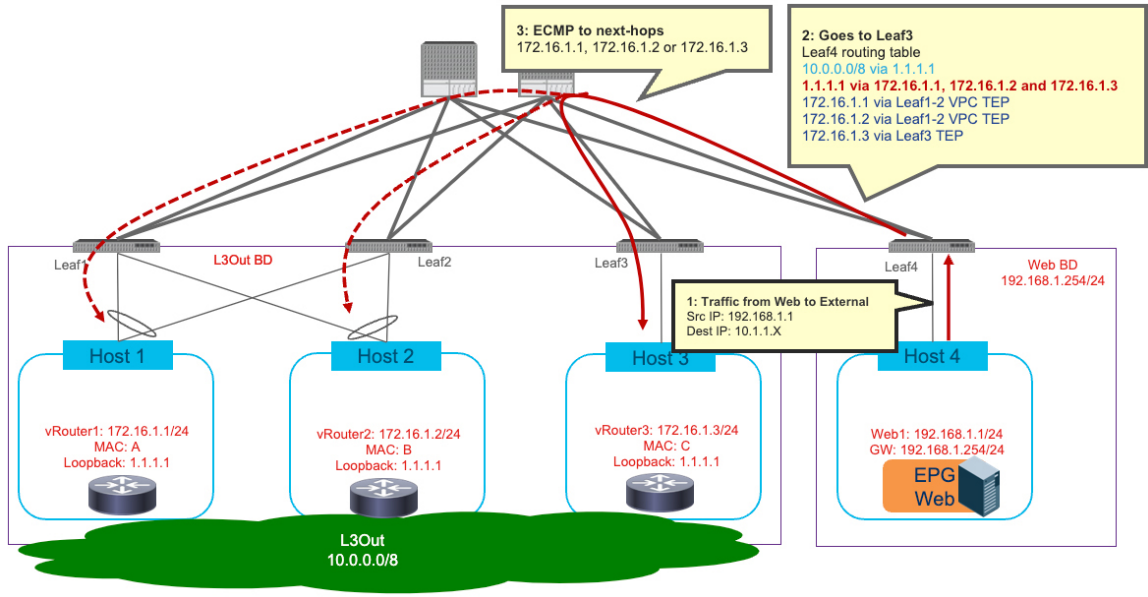 3: ECMP to next-hops
172.16.1.1, 172.16.1.2 or 172.16.1.3
2: Goes to Leaf3
Leaf4 routing table
10.0.0.0/8 via 1.1.1.1
1.1.1.1 via 172.16.1.1, 172.16.1.2 and 172.16.1.3
172.16.1.1 via Leaf1-2 VPC TEP
172.16.1.2 via Leaf1-2 VPC TEP
172.16.1.3 via Leaf3 TEP
Leaf1
L3Out BD
Leaf2
Leaf3
Leaf4
Web BD
192.168.1.254/24
1: Traffic from Web to External
Src IP: 192.168.1.1
Dest IP: 10.1.1.X
Host 1
Host 2
Host 3
Host 4
vRouter1: 172.16.1.1/24
MAC: A
Loopback: 1.1.1.1
vRouter2: 172.16.1.2/24
MAC: B
Loopback: 1.1.1.1
vRouter3: 172.16.1.3/24
MAC: C
Loopback: 1.1.1.1
Web1: 192.168.1.1/24
GW: 192.168.1.254/24
EPG
Web
L3Out
10.0.0.0/8